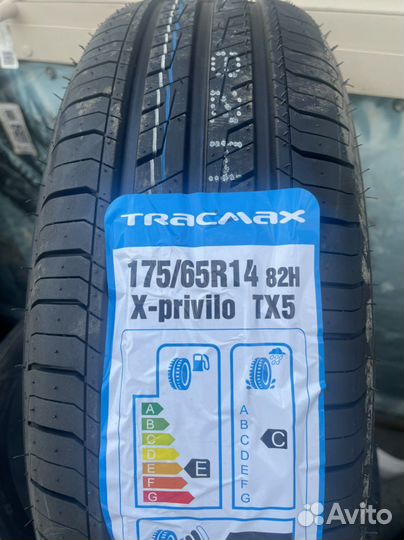 TRACMAX
175/65R14 82H
X-privilo TX5
A
B
C
D
E
F
G
E
A
B
C
D
E
F
G
C
Avito